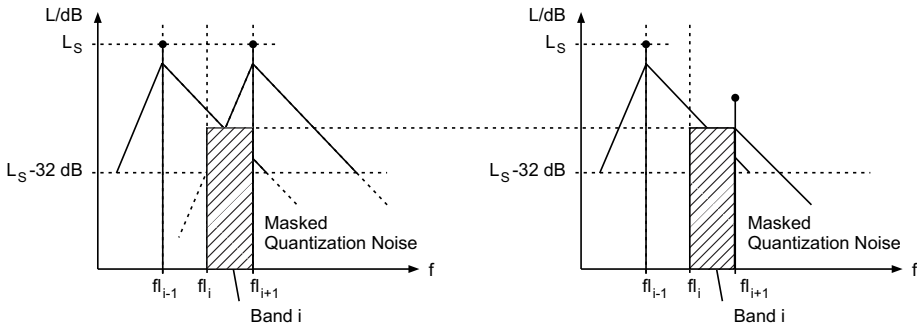 L/dB
L_S
L_S-32 dB
Masked
Quantization Noise
f
fl_i-1
fl_i
fl_i+1
Band i
L/dB
L_S
L_S-32 dB
Masked
Quantization Noise
f
fl_i-1
fl_i
fl_i+1
Band i